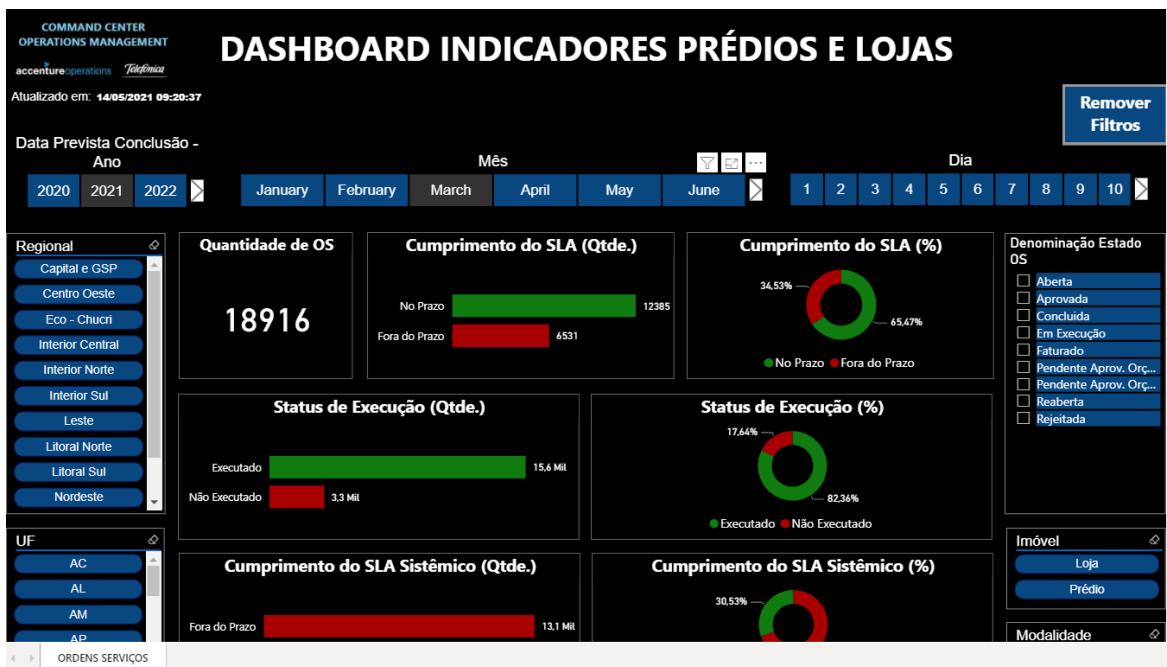 COMMAND CENTER
OPERATIONS MANAGEMENT
accentureoperations Telefónica
Atualizado em: 14/05/2021 09:20:37
DASHBOARD INDICADORES PRÉDIOS E LOJAS
Remover
Filtros
Data Prevista Conclusão -
Ano
2020 2021 2022
Mês
January February March April May June
Dia
1 2 3 4 5 6 7 8 9 10
Regional
Capital e GSP
Centro Oeste
Eco - Chucri
Interior Central
Interior Norte
Interior Sul
Leste
Litoral Norte
Litoral Sul
Nordeste
UF
AC
AL
AM
AP
Quantidade de OS
18916
Cumprimento do SLA (Qtde.)
No Prazo 12385
Fora do Prazo 6531
Cumprimento do SLA (%)
34,53%
65,47%
No Prazo Fora do Prazo
Status de Execução (Qtde.)
Executado 15,6 Mil
Não Executado 3,3 Mil
Status de Execução (%)
17,64%
82,36%
Executado Não Executado
Cumprimento do SLA Sistêmico (Qtde.)
Fora do Prazo 13,1 Mil
Cumprimento do SLA Sistêmico (%)
30,53%
Denominação Estado
OS
Aberta
Aprovada
Concluida
Em Execução
Faturado
Pendente Aprov. Orç...
Pendente Aprov. Orç...
Reaberta
Rejeitada
Imóvel
Loja
Prédio
Modalidade
ORDENS SERVIÇOS